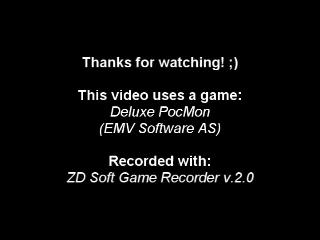 Thanks for watching! ;)
This video uses a game:
Deluxe PocMon
(EMV Software AS)
Recorded with:
ZD Soft Game Recorder v.2.0